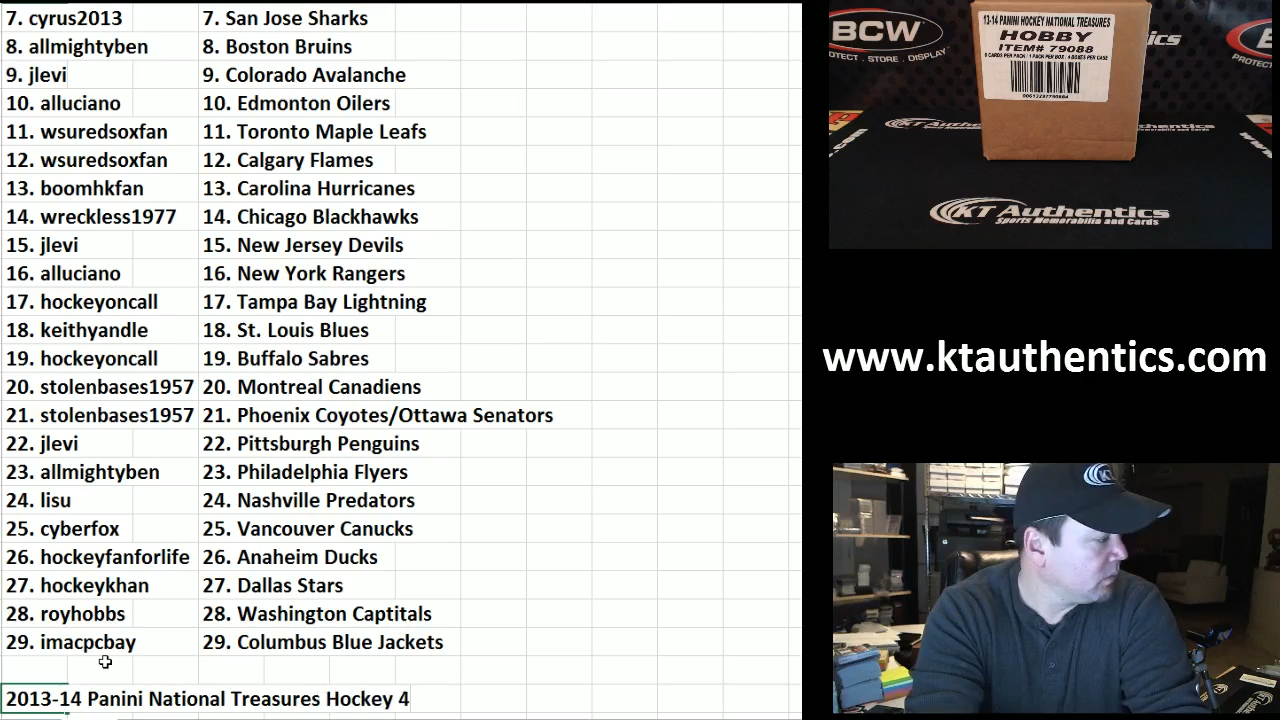 7. cyrus2013 7. San Jose Sharks
8. allmightyben 8. Boston Bruins
9. jlevi 9. Colorado Avalanche
10. alluciano 10. Edmonton Oilers
11. wsuredsoxfan 11. Toronto Maple Leafs
12. wsuredsoxfan 12. Calgary Flames
13. boomhkfan 13. Carolina Hurricanes
14. wreckless1977 14. Chicago Blackhawks
15. jlevi 15. New Jersey Devils
16. alluciano 16. New York Rangers
17. hockeyoncall 17. Tampa Bay Lightning
18. keithyandle 18. St. Louis Blues
19. hockeyoncall 19. Buffalo Sabres
20. stolenbases1957 20. Montreal Canadiens
21. stolenbases1957 21. Phoenix Coyotes/Ottawa Senators
22. jlevi 22. Pittsburgh Penguins
23. allmightyben 23. Philadelphia Flyers
24. lisu 24. Nashville Predators
25. cyberfox 25. Vancouver Canucks
26. hockeyfanforlife 26. Anaheim Ducks
27. hockeykhan 27. Dallas Stars
28. royhobbs 28. Washington Captitals
29. imacpcbay 29. Columbus Blue Jackets
2013-14 Panini National Treasures Hockey 4
BCW
PROTECT . STORE . DISPLAY
13-14 PANINI HOCKEY NATIONAL TREASURES
HOBBY
ITEM# 79088
KT Authentics
Sports Memorabilia and Cards
www.ktauthentics.com